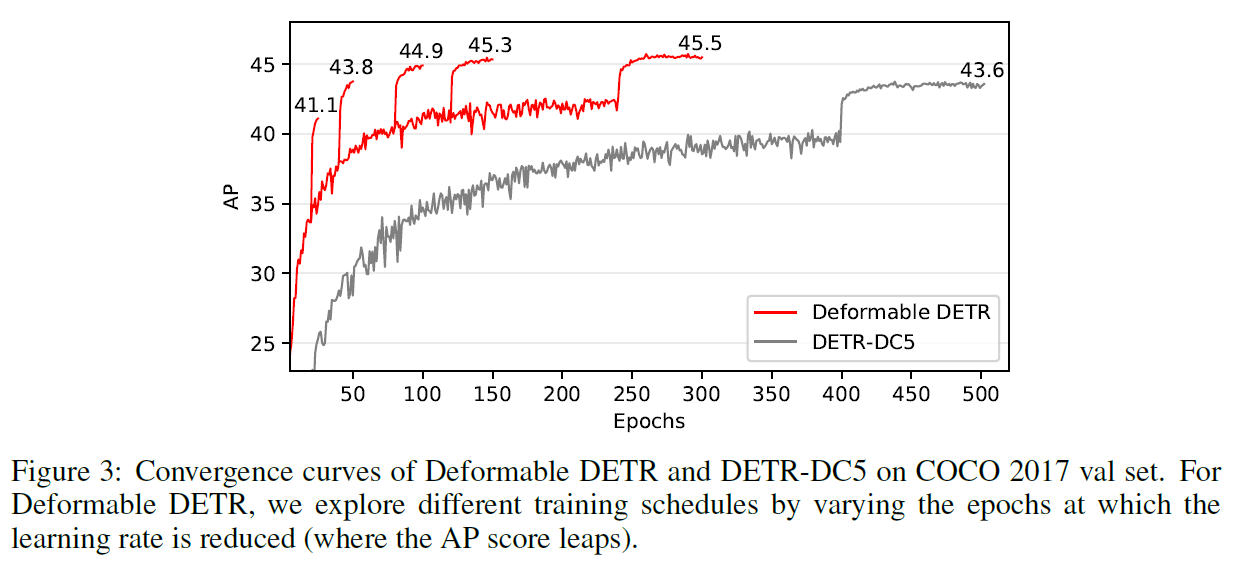 45.3
45.5
44.9
43.8
43.6
41.1
45
40
35
30
25
AP
Deformable DETR
DETR-DC5
50 100 150 200 250 300 350 400 450 500
Epochs
Figure 3: Convergence curves of Deformable DETR and DETR-DC5 on COCO 2017 val set. For
Deformable DETR, we explore different training schedules by varying the epochs at which the
learning rate is reduced (where the AP score leaps).